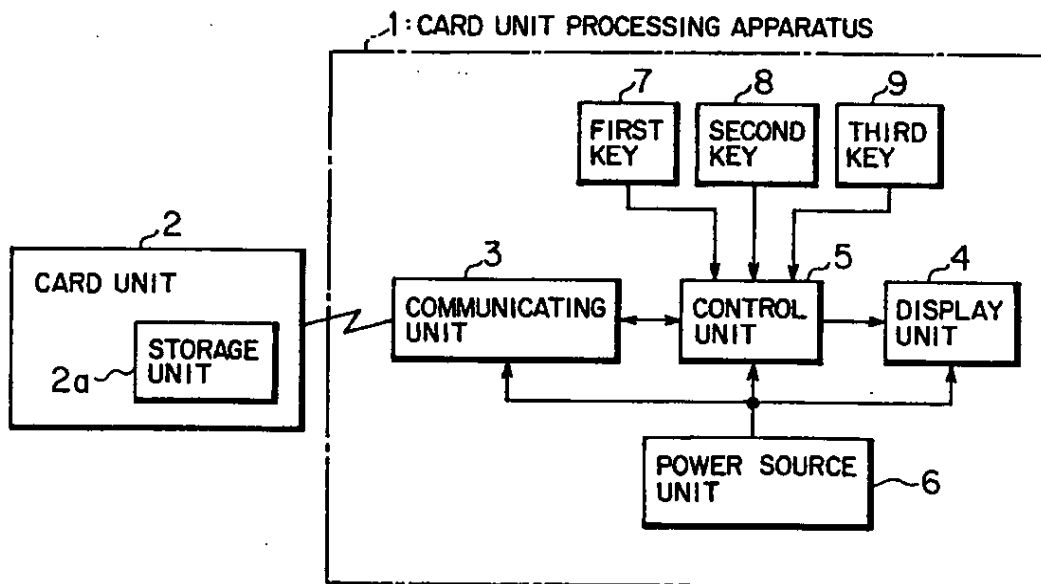 1: CARD UNIT PROCESSING APPARATUS
7
8
9
FIRST
KEY
SECOND
KEY
THIRD
KEY
2
CARD UNIT
2a
STORAGE
UNIT
3
COMMUNICATING
UNIT
5
CONTROL
UNIT
4
DISPLAY
UNIT
POWER SOURCE
UNIT
6